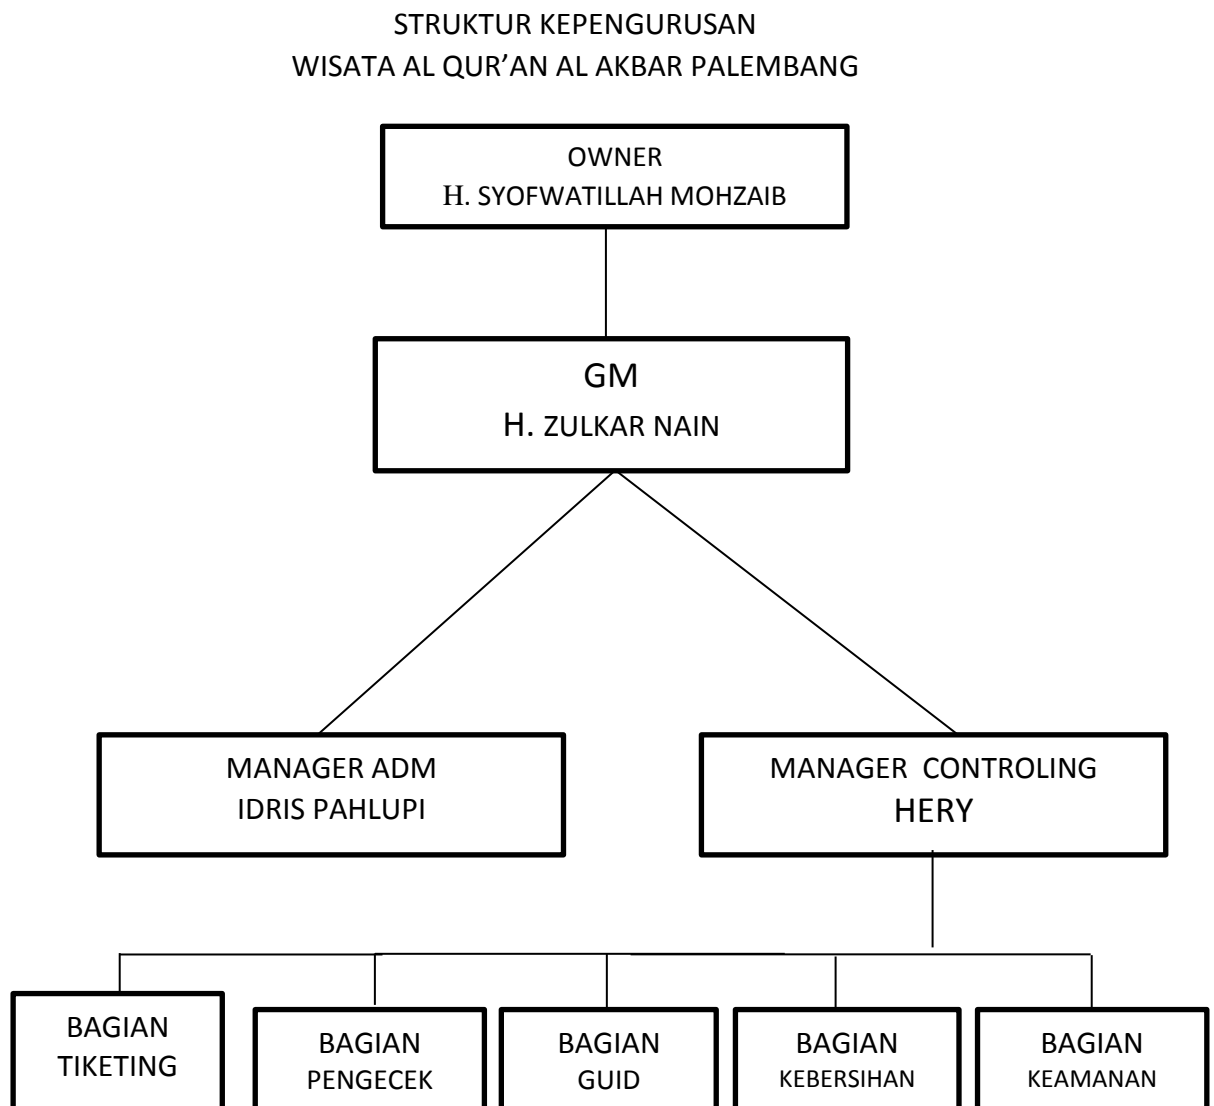 STRUKTUR KEPENGURUSAN
WISATA AL QUR’AN AL AKBAR PALEMBANG
OWNER
H. SYOFWATILLAH MOHZAIB
GM
H. ZULKAR NAIN
MANAGER ADM
IDRIS PAHLUPI
MANAGER CONTROLING
HERY
BAGIAN
TIKETING
BAGIAN
PENGECEK
BAGIAN
GUID
BAGIAN
KEBERSIHAN
BAGIAN
KEAMANAN